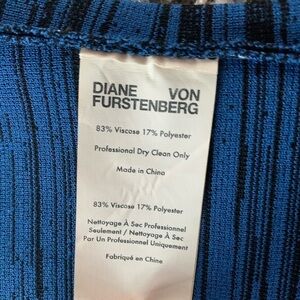 DIANE VON
FURSTENBERG
83% Viscose 17% Polyester
Professional Dry Clean Only
Made in China
83% Viscose 17% Polyester
Nettoyage À Sec Professionnel
Seulement / Nettoyage À Sec
Par Un Professionnel Uniquement
Fabriqué en Chine